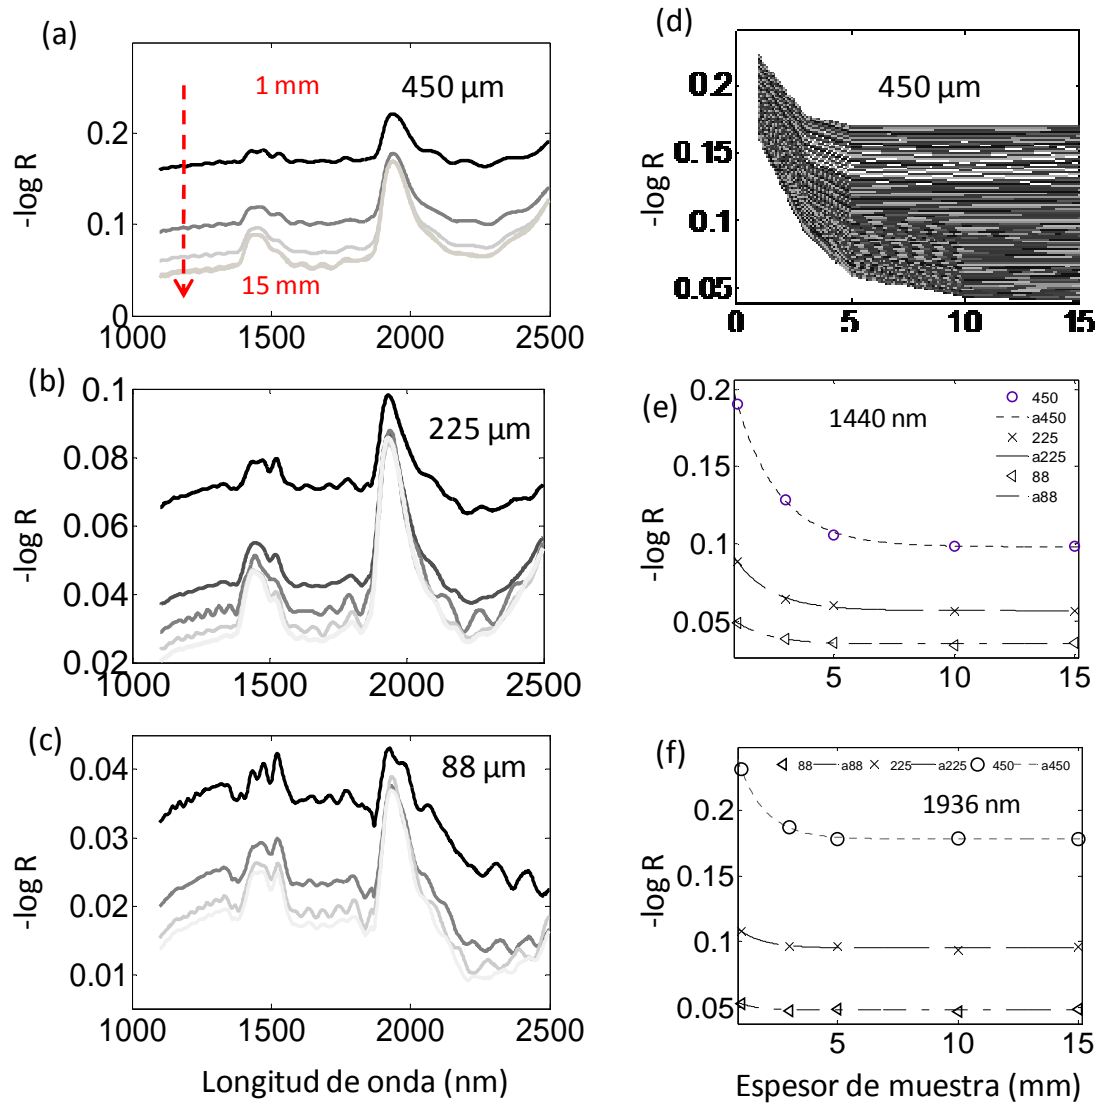 (a)
-log R
0.2
0.1
0
1 mm
450 µm
15 mm
1000
1500
2000
2500
(b)
-log R
0.1
0.08
0.06
0.04
0.02
225 µm
1000
1500
2000
2500
(c)
-log R
0.04
0.03
0.02
0.01
88 µm
1000
1500
2000
2500
Longitud de onda (nm)
(d)
-log R
0.2
0.15
0.1
0.05
450 µm
0
5
10
15
(e)
-log R
0.2
0.15
0.1
0.05
1440 nm
450
a450
225
a225
88
a88
5
10
15
(f)
-log R
0.2
0.15
0.1
0.05
88 a88 225 a225 450 a450
1936 nm
5
10
15
Espesor de muestra (mm)